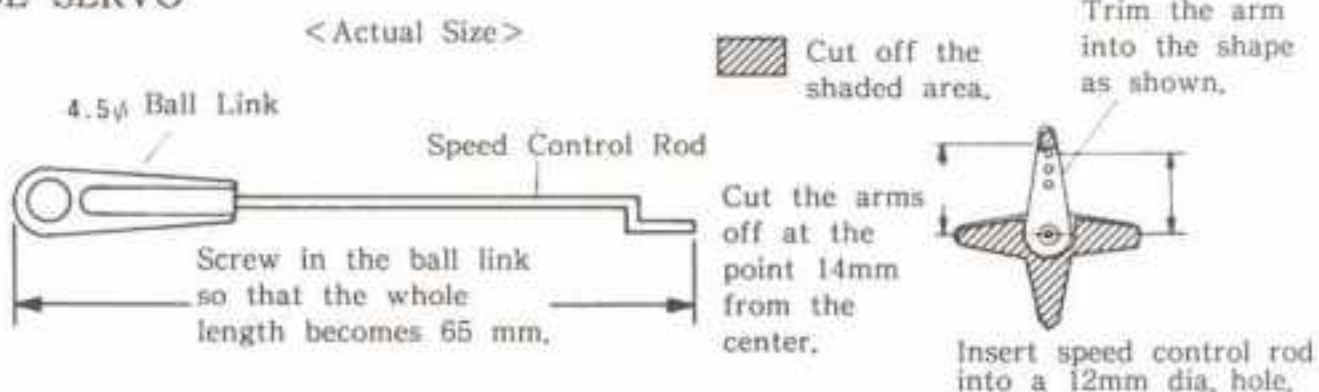 SERVO
<Actual Size>
4.5φ Ball Link
Speed Control Rod
Screw in the ball link
so that the whole
length becomes 65 mm.
Cut off the
shaded area.
Cut the arms
off at the
point 14mm
from the
center.
Trim the arm
into the shape
as shown.
Insert speed control rod
into a 12mm dia. hole.